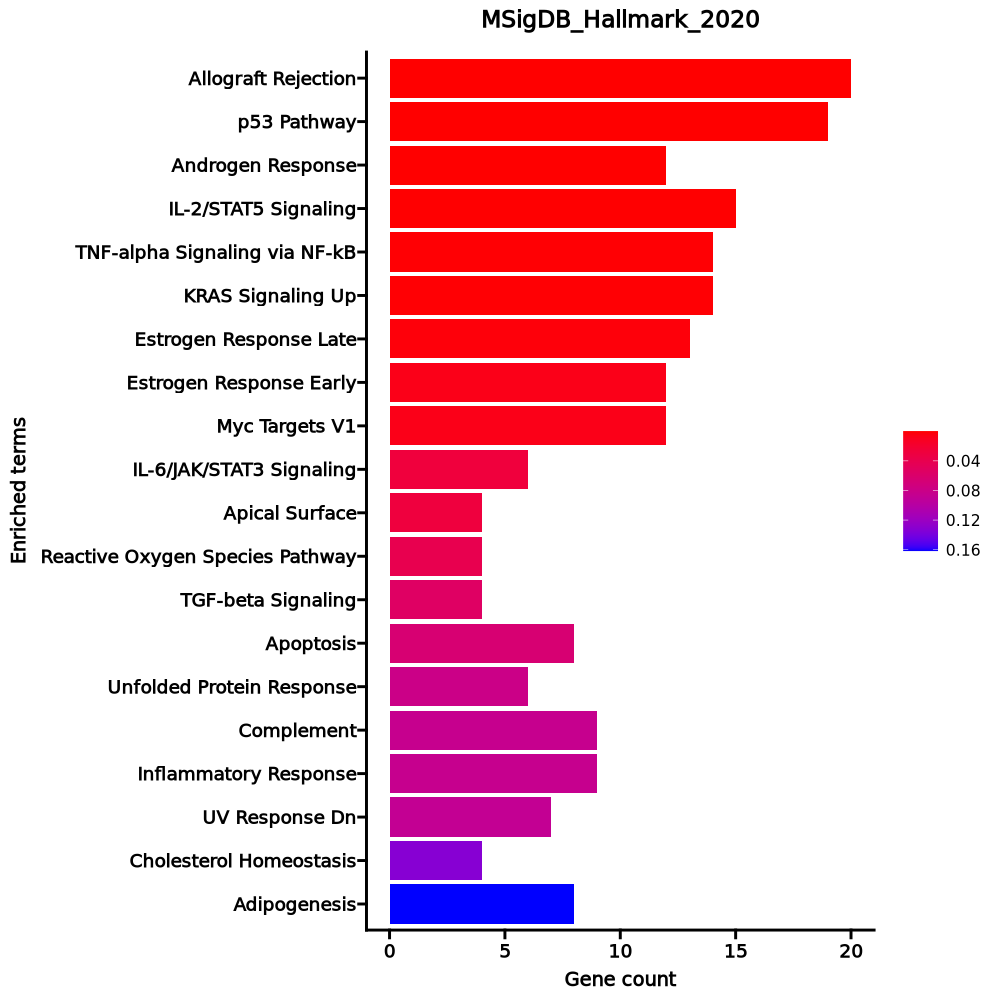 MSigDB_Hallmark_2020
Allograft Rejection
p53 Pathway
Androgen Response
IL-2/STAT5 Signaling
TNF-alpha Signaling via NF-kB
KRAS Signaling Up
Estrogen Response Late
Estrogen Response Early
Myc Targets V1
IL-6/JAK/STAT3 Signaling
Apical Surface
Reactive Oxygen Species Pathway
TGF-beta Signaling
Apoptosis
Unfolded Protein Response
Complement
Inflammatory Response
UV Response Dn
Cholesterol Homeostasis
Adipogenesis
Enriched terms
0 5 10 15 20
Gene count
0.04
0.08
0.12
0.16